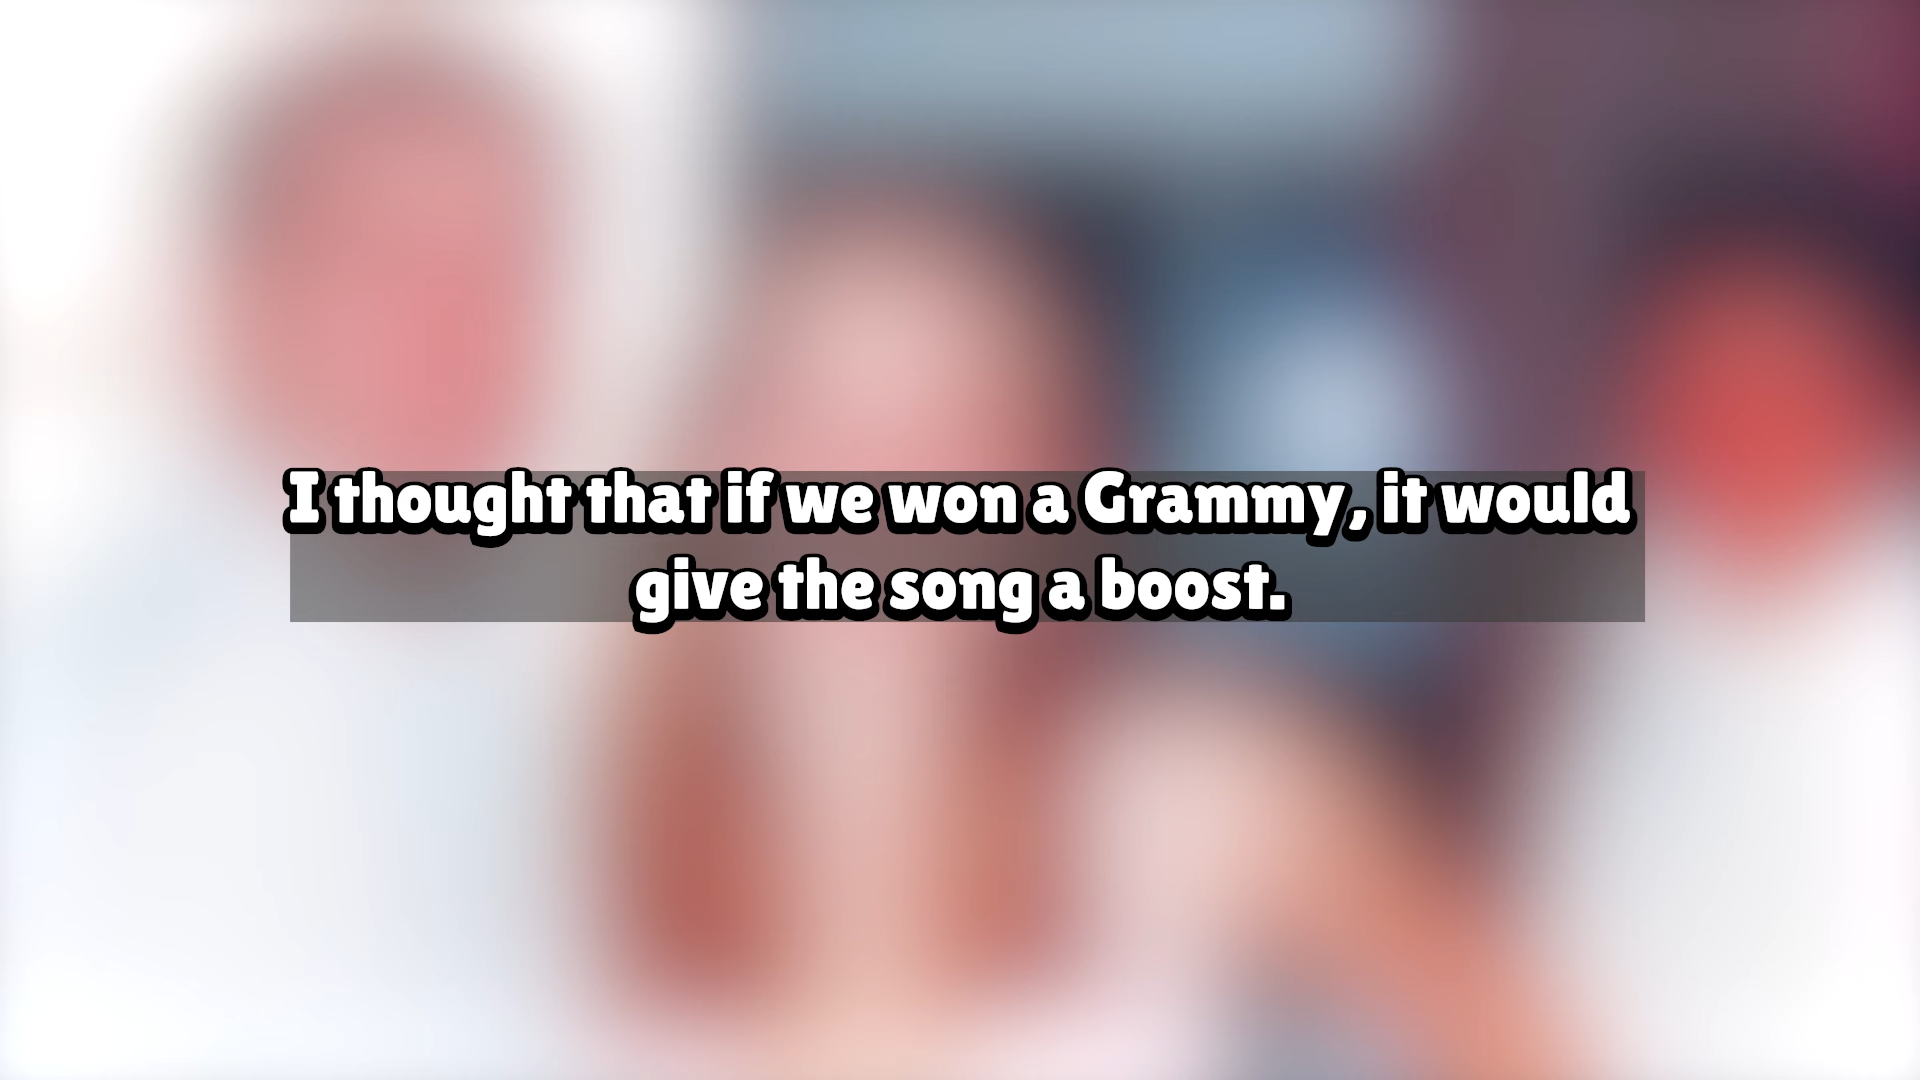 I thought that if we won a Grammy, it would
give the song a boost.